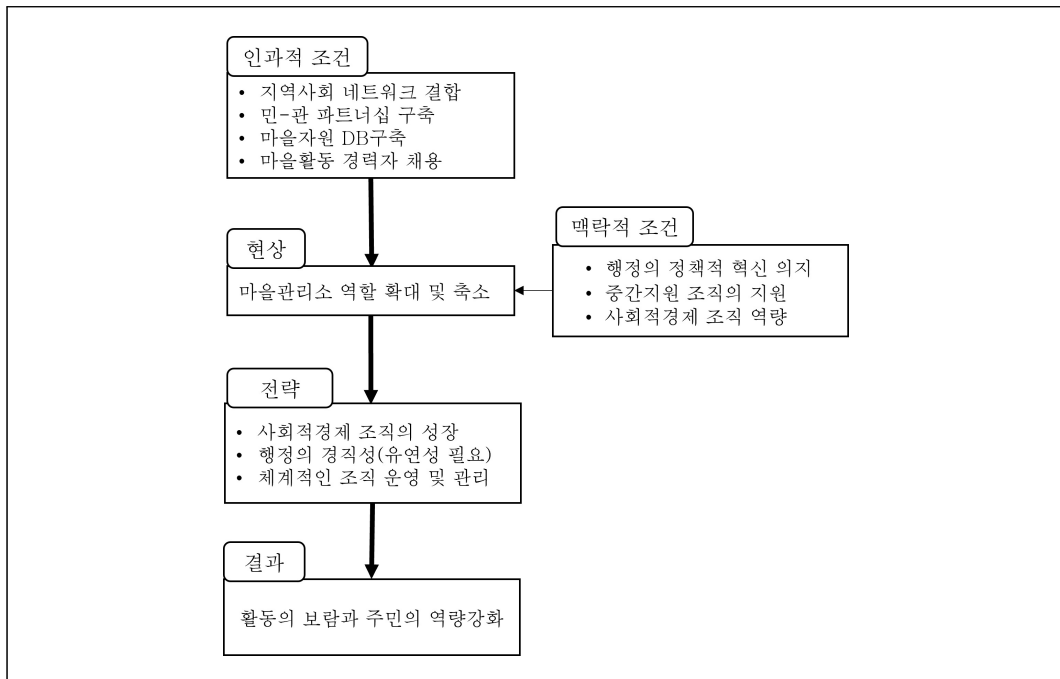 인과적 조건
• 지역사회 네트워크 결합
• 민-관 파트너십 구축
• 마을자원 DB구축
• 마을활동 경력자 채용
맥락적 조건
• 행정의 정책적 혁신 의지
• 중간지원 조직의 지원
• 사회적경제 조직 역량
현상
마을관리소 역할 확대 및 축소
전략
• 사회적경제 조직의 성장
• 행정의 경직성(유연성 필요)
• 체계적인 조직 운영 및 관리
결과
활동의 보람과 주민의 역량강화